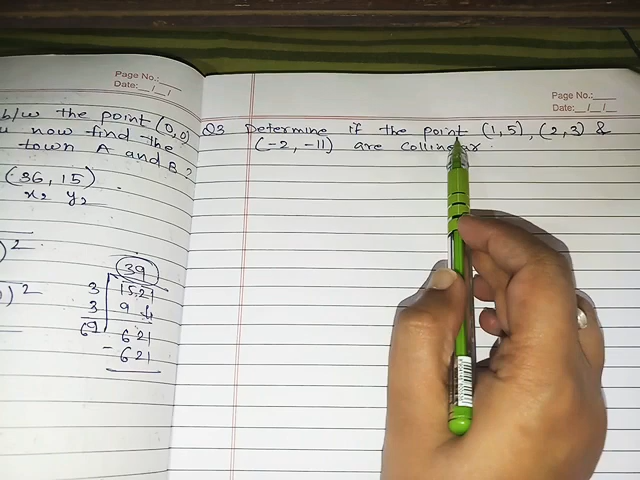 Page No.:
Date: / /
b/w the point (0,0)
now find the
town A and B?
(36, 15)
x₂ y₂
)²
)²
39
3 1521
3 9
69 621
- 621
Page No.:
Date: / /
Q3 Determine if the point (1,5), (2,3) &
(-2, -11) are collinear.